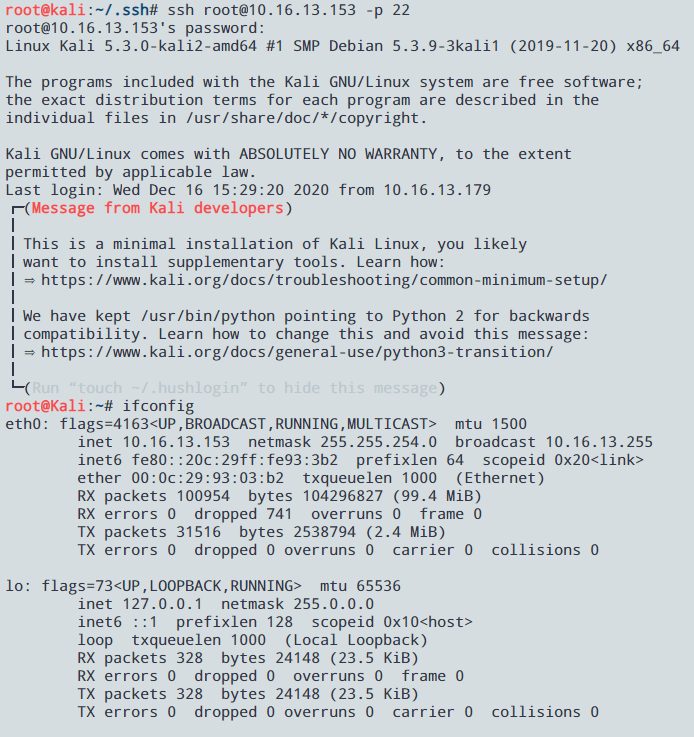 root@kali:~/.ssh# ssh root@10.16.13.153 -p 22
root@10.16.13.153's password:
Linux Kali 5.3.0-kali2-amd64 #1 SMP Debian 5.3.9-3kali1 (2019-11-20) x86_64

The programs included with the Kali GNU/Linux system are free software;
the exact distribution terms for each program are described in the
individual files in /usr/share/doc/*/copyright.

Kali GNU/Linux comes with ABSOLUTELY NO WARRANTY, to the extent
permitted by applicable law.
Last login: Wed Dec 16 15:29:20 2020 from 10.16.13.179
┏━(Message from Kali developers)
┃
┃ This is a minimal installation of Kali Linux, you likely
┃ want to install supplementary tools. Learn how:
┃ ⇒ https://www.kali.org/docs/troubleshooting/common-minimum-setup/
┃
┃ We have kept /usr/bin/python pointing to Python 2 for backwards
┃ compatibility. Learn how to change this and avoid this message:
┃ ⇒ https://www.kali.org/docs/general-use/python3-transition/
┃
┗━(Run “touch ~/.hushlogin” to hide this message)
root@Kali:~# ifconfig
eth0: flags=4163<UP,BROADCAST,RUNNING,MULTICAST>  mtu 1500
        inet 10.16.13.153  netmask 255.255.254.0  broadcast 10.16.13.255
        inet6 fe80::20c:29ff:fe93:3b2  prefixlen 64  scopeid 0x20<link>
        ether 00:0c:29:93:03:b2  txqueuelen 1000  (Ethernet)
        RX packets 100954  bytes 104296827 (99.4 MiB)
        RX errors 0  dropped 741  overruns 0  frame 0
        TX packets 31516  bytes 2538794 (2.4 MiB)
        TX errors 0  dropped 0 overruns 0  carrier 0  collisions 0

lo: flags=73<UP,LOOPBACK,RUNNING>  mtu 65536
        inet 127.0.0.1  netmask 255.0.0.0
        inet6 ::1  prefixlen 128  scopeid 0x10<host>
        loop  txqueuelen 1000  (Local Loopback)
        RX packets 328  bytes 24148 (23.5 KiB)
        RX errors 0  dropped 0  overruns 0  frame 0
        TX packets 328  bytes 24148 (23.5 KiB)
        TX errors 0  dropped 0 overruns 0  carrier 0  collisions 0